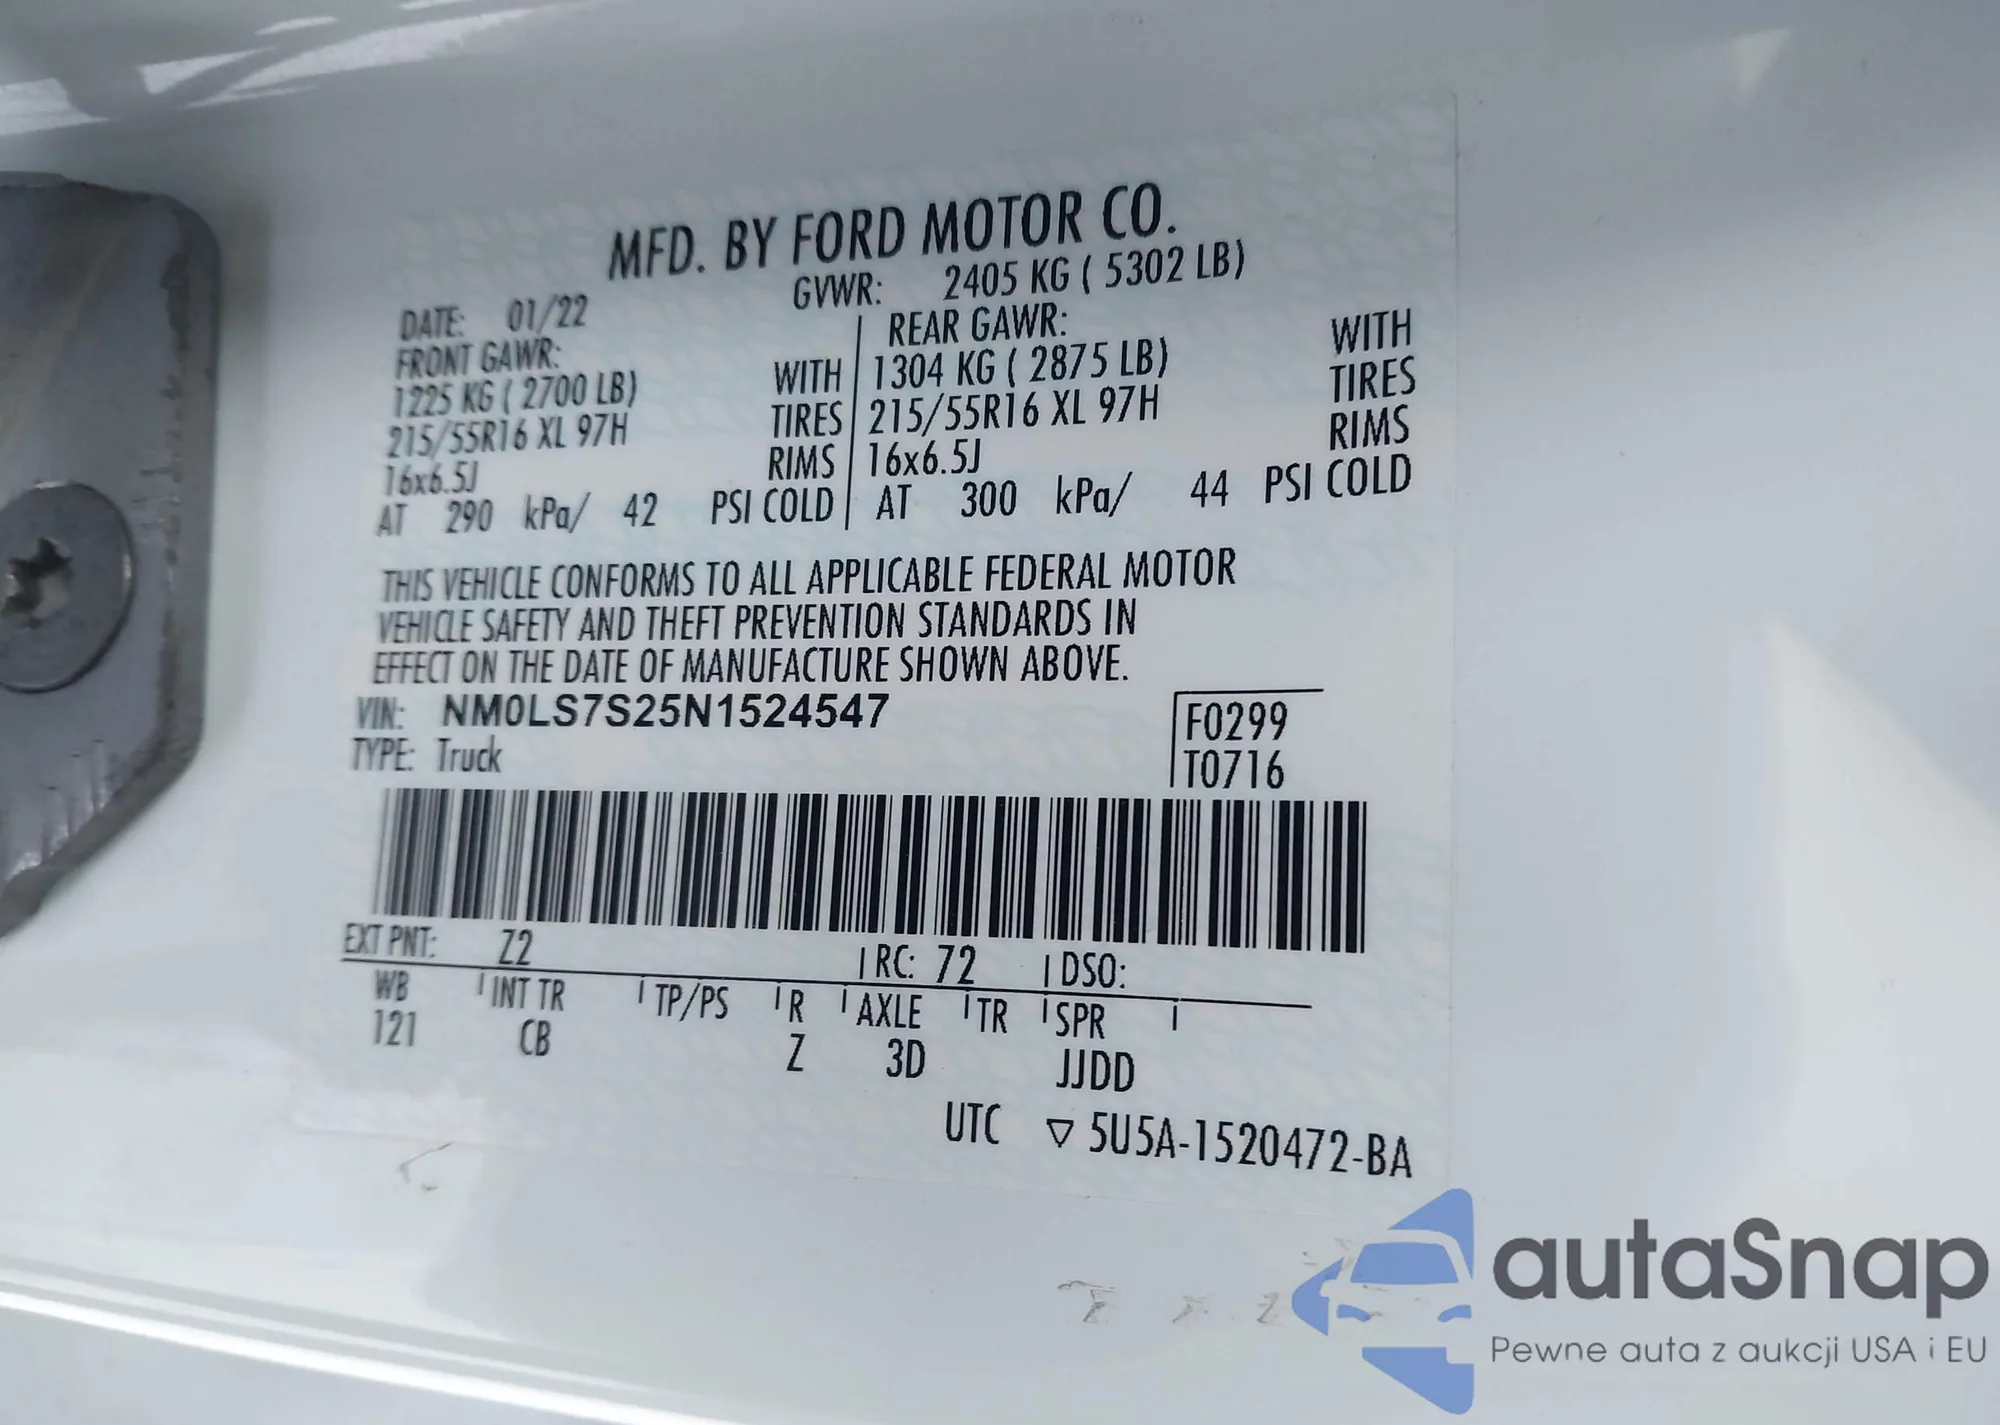 MFD. BY FORD MOTOR CO.
DATE: 01/22 GVWR: 2405 KG ( 5302 LB)
FRONT GAWR: REAR GAWR:
1225 KG ( 2700 LB) WITH 1304 KG ( 2875 LB) WITH
215/55R16 XL 97H TIRES 215/55R16 XL 97H TIRES
16x6.5J RIMS 16x6.5J RIMS
AT 290 kPa/ 42 PSI COLD AT 300 kPa/ 44 PSI COLD
THIS VEHICLE CONFORMS TO ALL APPLICABLE FEDERAL MOTOR
VEHICLE SAFETY AND THEFT PREVENTION STANDARDS IN
EFFECT ON THE DATE OF MANUFACTURE SHOWN ABOVE.
VIN: NM0LS7S25N1524547 F0299
TYPE: Truck T0716
EXT PNT: Z2 RC: 72 DSO:
WB INT TR TP/PS R AXLE TR SPR
121 CB Z 3D JJDD
UTC ▽ 5U5A-1520472-BA
autaSnap
Pewne auta z aukcji USA i EU